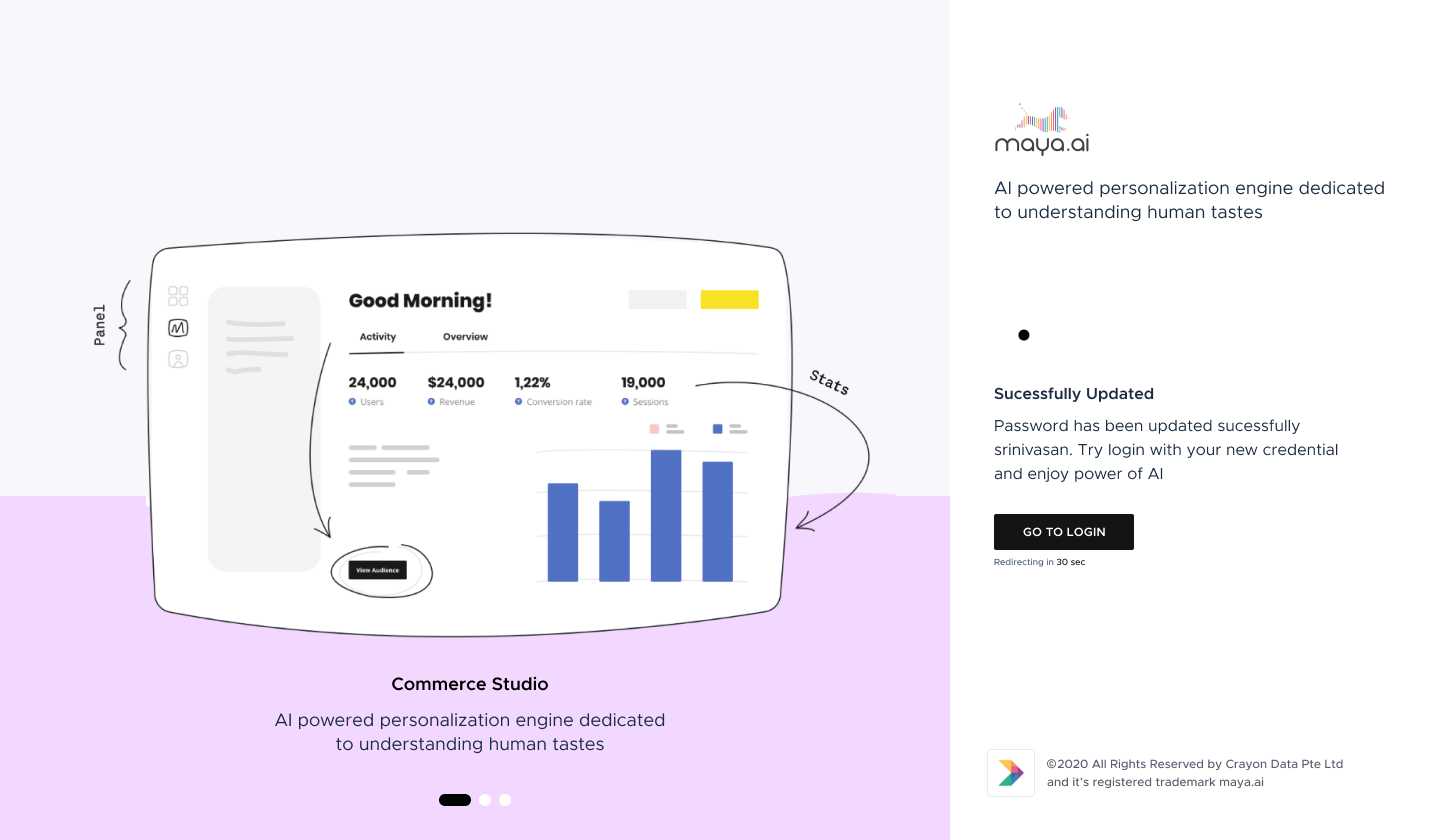 Panel
Good Morning!
Activity Overview
24,000 $24,000 1,22% 19,000
Users Revenue Conversion rate Sessions
Stats
View Audience
Commerce Studio
AI powered personalization engine dedicated
to understanding human tastes
maya.ai
AI powered personalization engine dedicated
to understanding human tastes
Sucessfully Updated
Password has been updated sucessfully
srinivasan. Try login with your new credential
and enjoy power of AI
GO TO LOGIN
Redirecting in 30 sec
©2020 All Rights Reserved by Crayon Data Pte Ltd
and it's registered trademark maya.ai